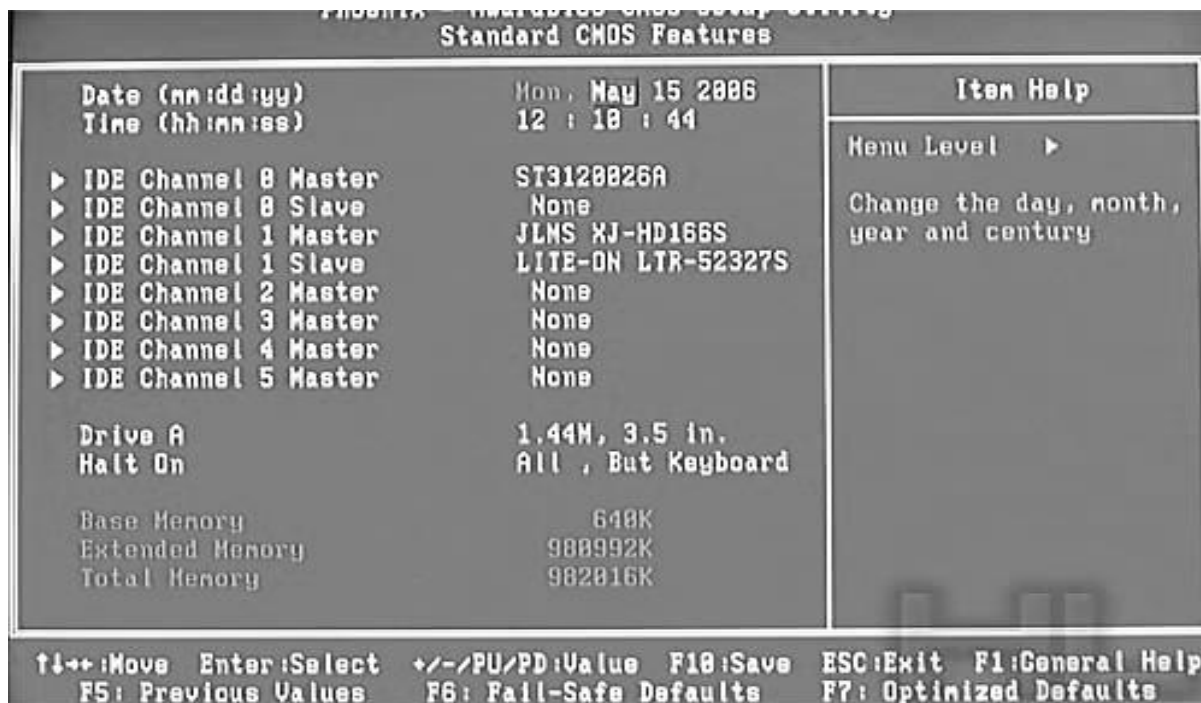 Phoenix - AwardBIOS CMOS Setup Utility
Standard CMOS Features
Date (mm:dd:yy) Mon, May 15 2006
Time (hh:mm:ss) 12 : 10 : 44
IDE Channel 0 Master ST3120026A
IDE Channel 0 Slave None
IDE Channel 1 Master JLMS XJ-HD166S
IDE Channel 1 Slave LITE-ON LTR-52327S
IDE Channel 2 Master None
IDE Channel 3 Master None
IDE Channel 4 Master None
IDE Channel 5 Master None
Drive A 1.44M, 3.5 in.
Halt On All , But Keyboard
Base Memory 640K
Extended Memory 980992K
Total Memory 982016K
Item Help
Menu Level ▶
Change the day, month,
year and century
↑↓→←:Move Enter:Select +/-/PU/PD:Value F10:Save ESC:Exit F1:General Help
F5: Previous Values F6: Fail-Safe Defaults F7: Optimized Defaults